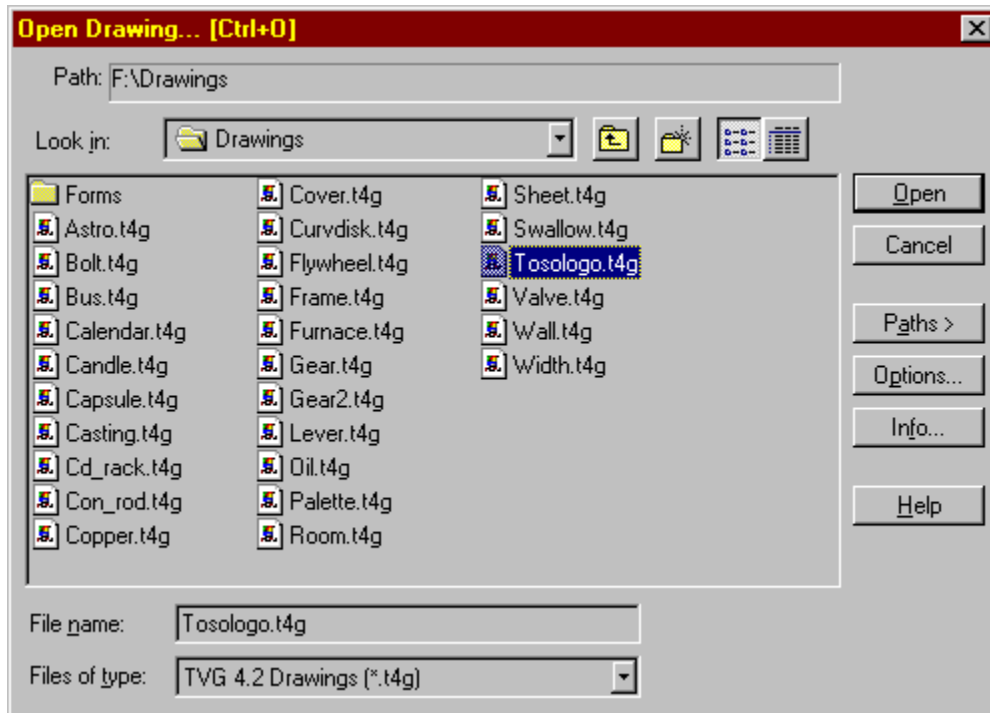 Open Drawing... [Ctrl+O]
Path: F:\Drawings
Look in: Drawings
Forms
Astro.t4g
Bolt.t4g
Bus.t4g
Calendar.t4g
Candle.t4g
Capsule.t4g
Casting.t4g
Cd_rack.t4g
Con_rod.t4g
Copper.t4g
Cover.t4g
Curvdisk.t4g
Flywheel.t4g
Frame.t4g
Furnace.t4g
Gear.t4g
Gear2.t4g
Lever.t4g
Oil.t4g
Palette.t4g
Room.t4g
Sheet.t4g
Swallow.t4g
Tosologo.t4g
Valve.t4g
Wall.t4g
Width.t4g
Open
Cancel
Paths >
Options...
Info...
Help
File name: Tosologo.t4g
Files of type: TVG 4.2 Drawings (*.t4g)